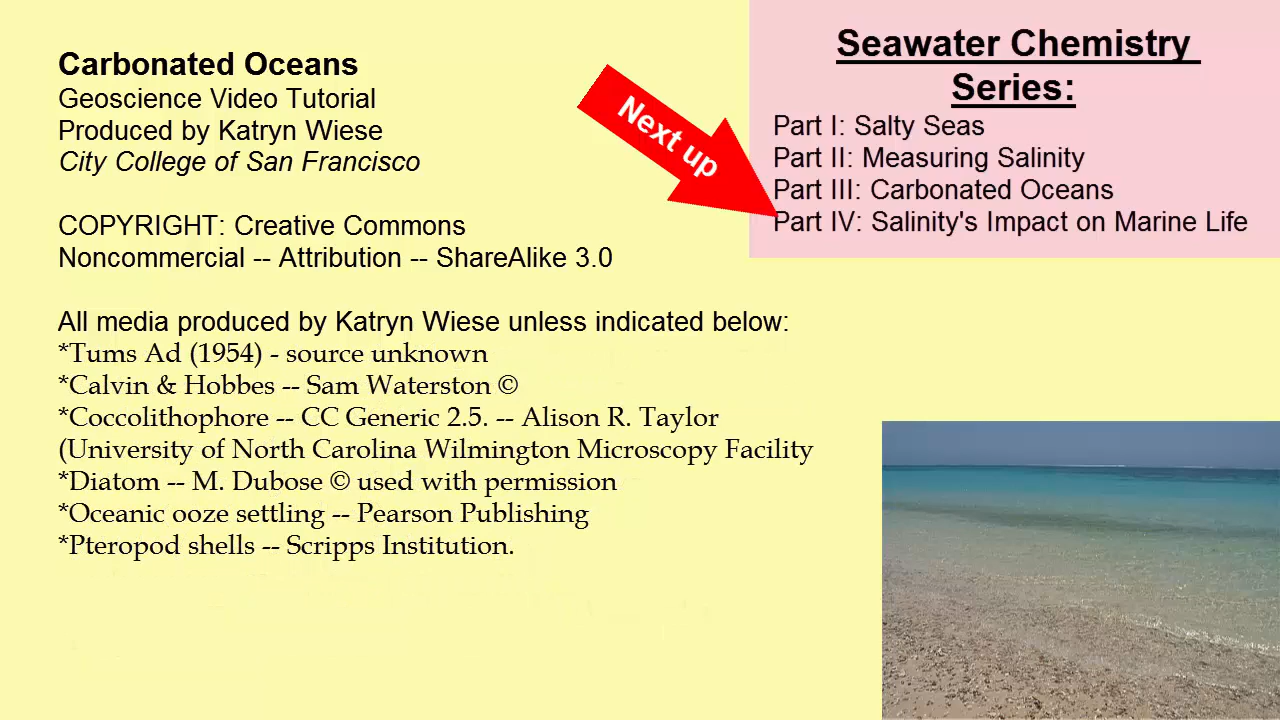 Carbonated Oceans
Geoscience Video Tutorial
Produced by Katryn Wiese
City College of San Francisco
COPYRIGHT: Creative Commons
Noncommercial -- Attribution -- ShareAlike 3.0
All media produced by Katryn Wiese unless indicated below:
*Tums Ad (1954) - source unknown
*Calvin & Hobbes -- Sam Waterston ©
*Coccolithophore -- CC Generic 2.5. -- Alison R. Taylor
(University of North Carolina Wilmington Microscopy Facility
*Diatom -- M. Dubose © used with permission
*Oceanic ooze settling -- Pearson Publishing
*Pteropod shells -- Scripps Institution.
Next up
Seawater Chemistry
Series:
Part I: Salty Seas
Part II: Measuring Salinity
Part III: Carbonated Oceans
Part IV: Salinity's Impact on Marine Life